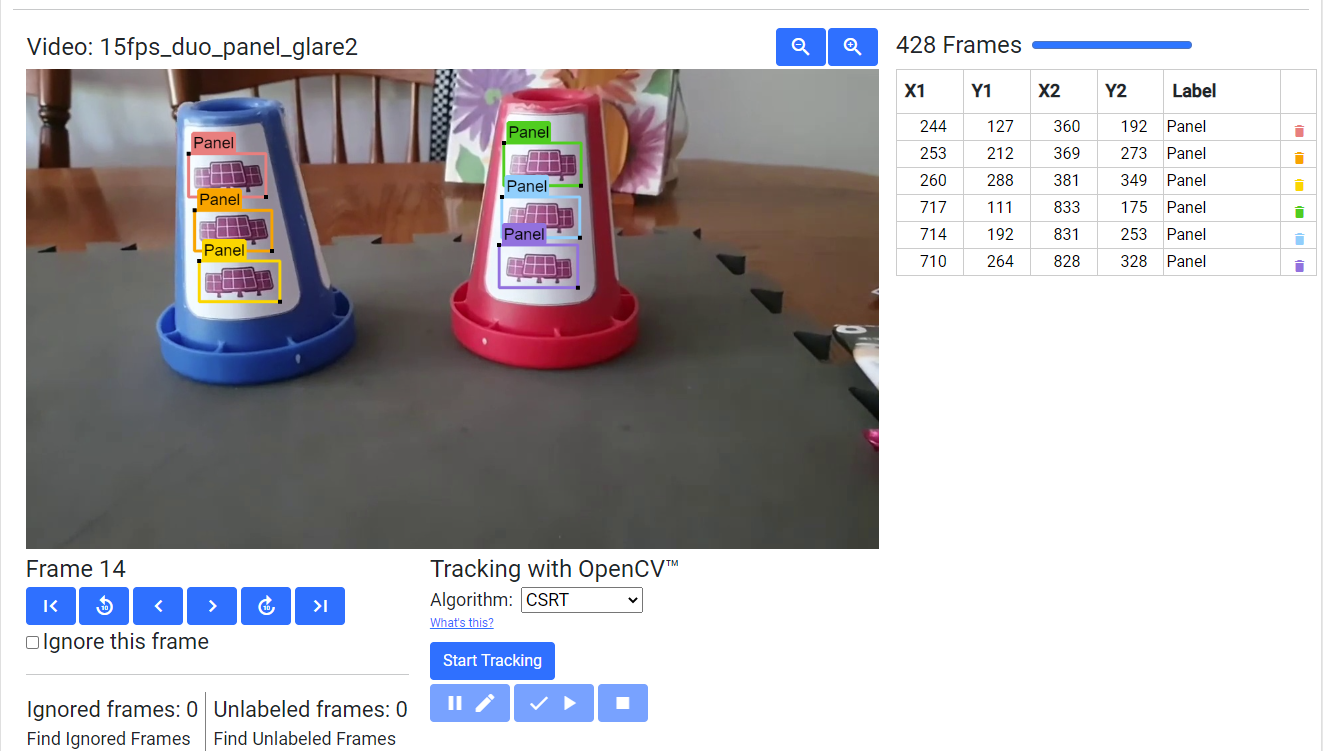 Video: 15fps_duo_panel_glare2
428 Frames
X1 Y1 X2 Y2 Label
244 127 360 192 Panel
253 212 369 273 Panel
260 288 381 349 Panel
717 111 833 175 Panel
714 192 831 253 Panel
710 264 828 328 Panel
Panel
Panel
Panel
Panel
Panel
Panel
Frame 14
10
10
Ignore this frame
Ignored frames: 0
Find Ignored Frames
Unlabeled frames: 0
Find Unlabeled Frames
Tracking with OpenCV™
Algorithm: CSRT
What's this?
Start Tracking